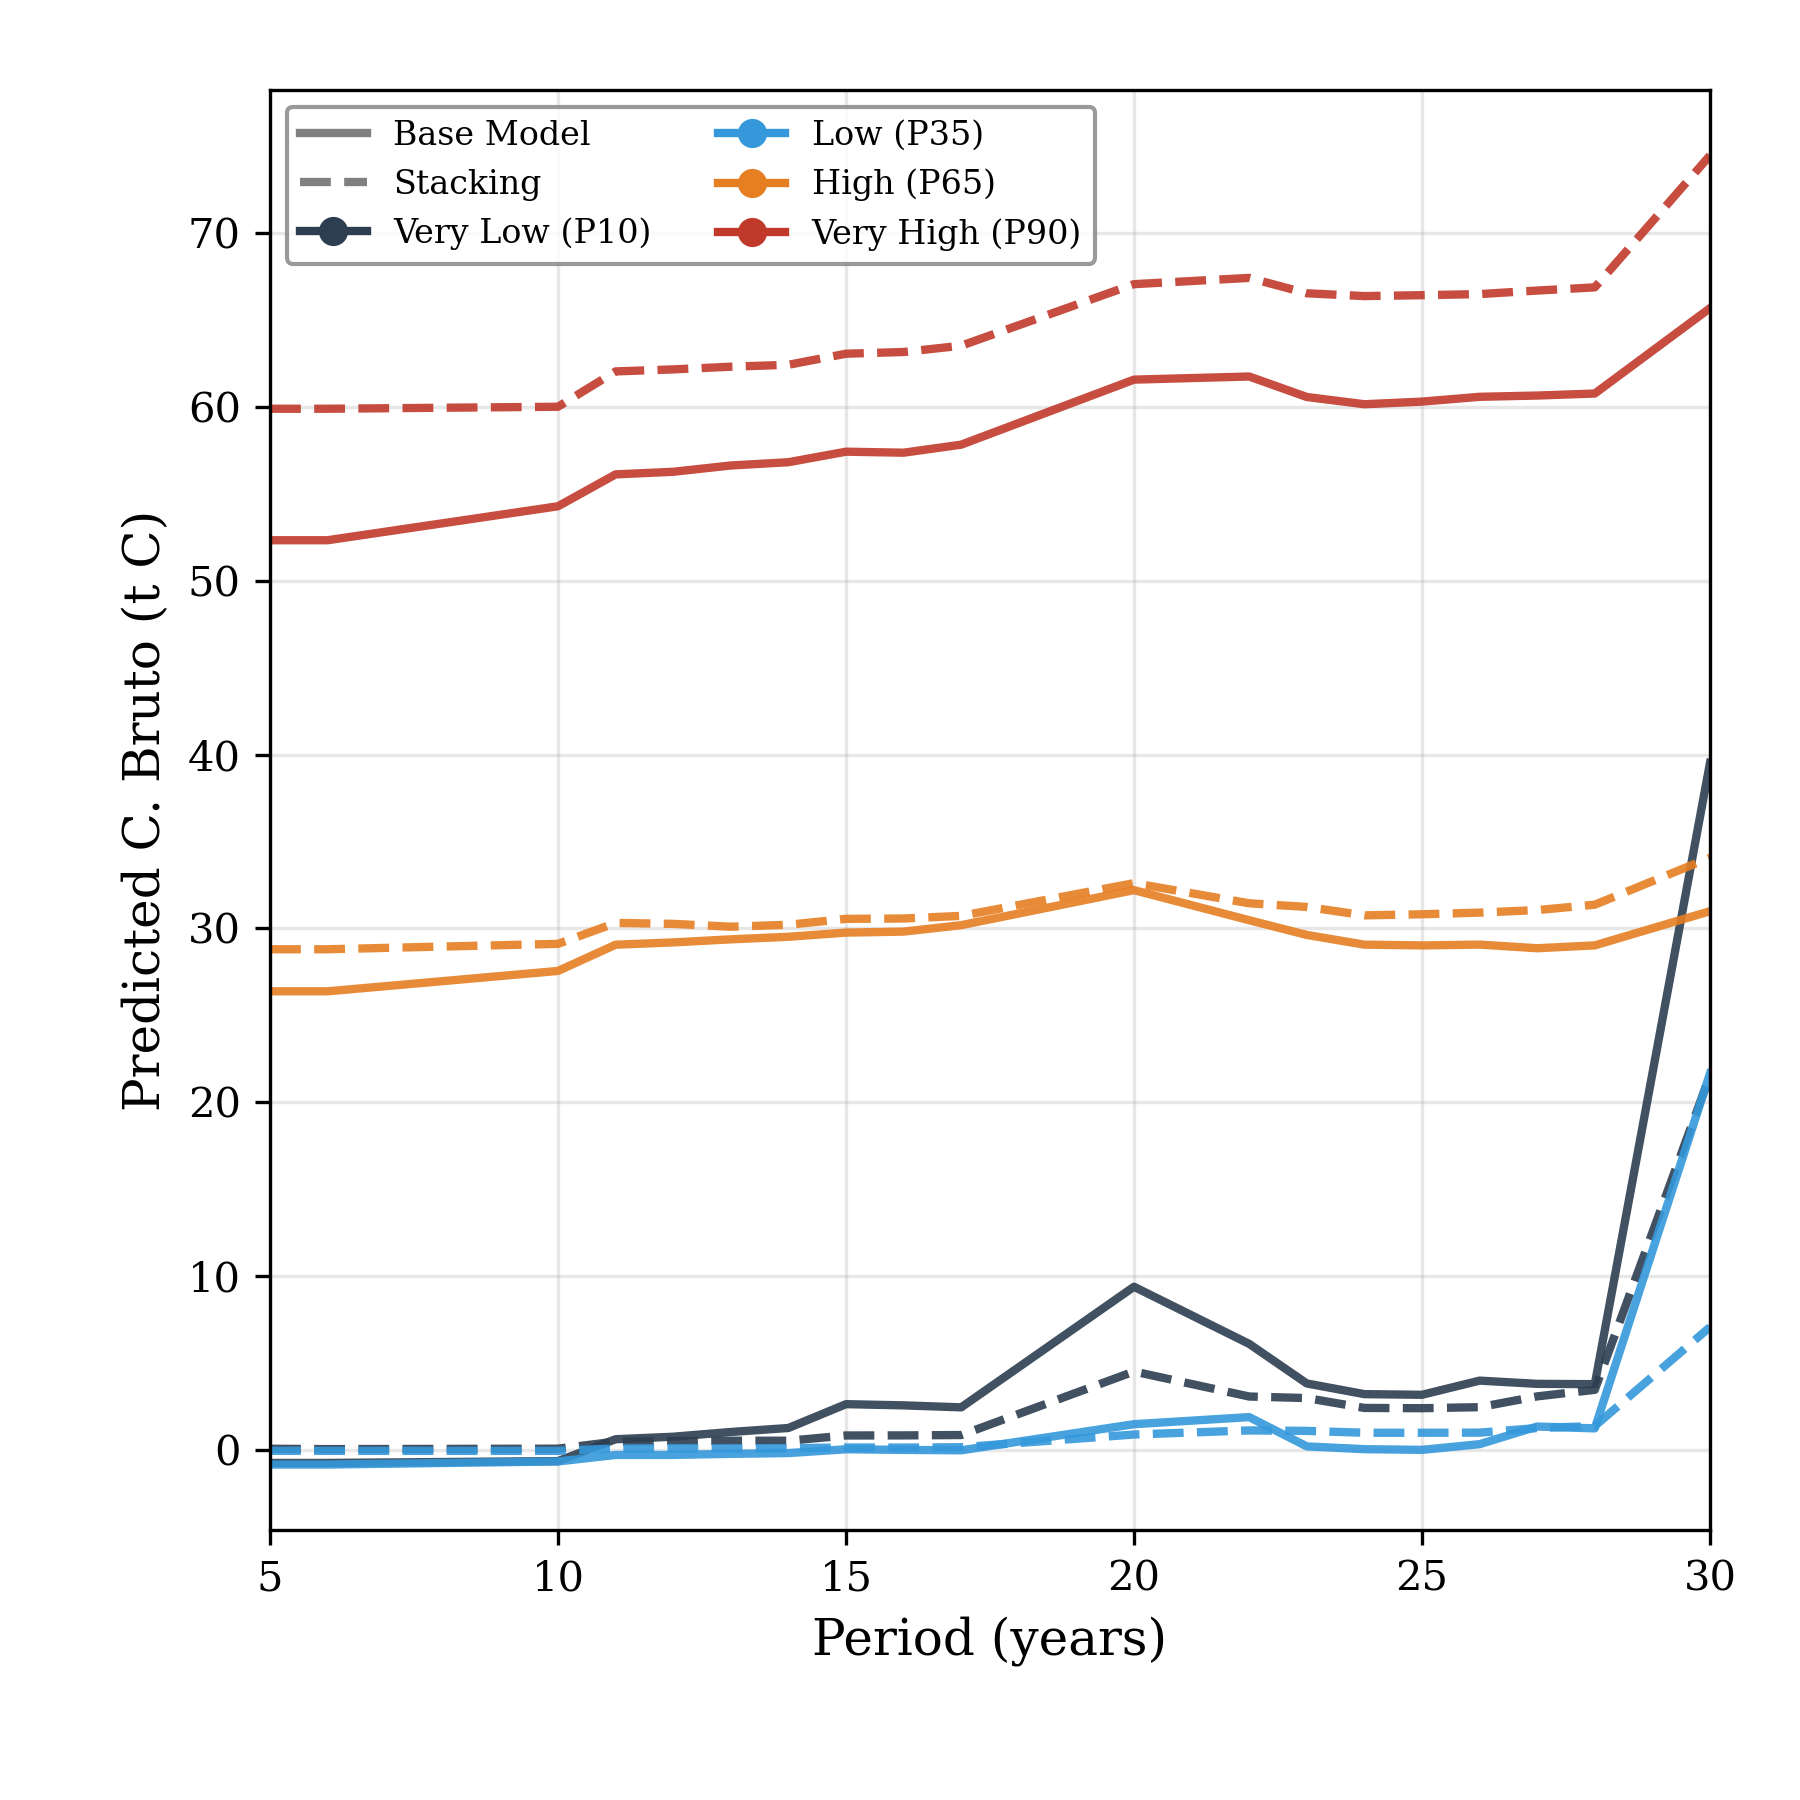 Base Model
Stacking
Very Low (P10)
Low (P35)
High (P65)
Very High (P90)
Predicted C. Bruto (t C)
70
60
50
40
30
20
10
0
5 10 15 20 25 30
Period (years)